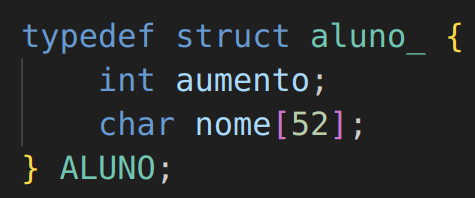 typedef struct aluno_ {
    int aumento;
    char nome[52];
} ALUNO;